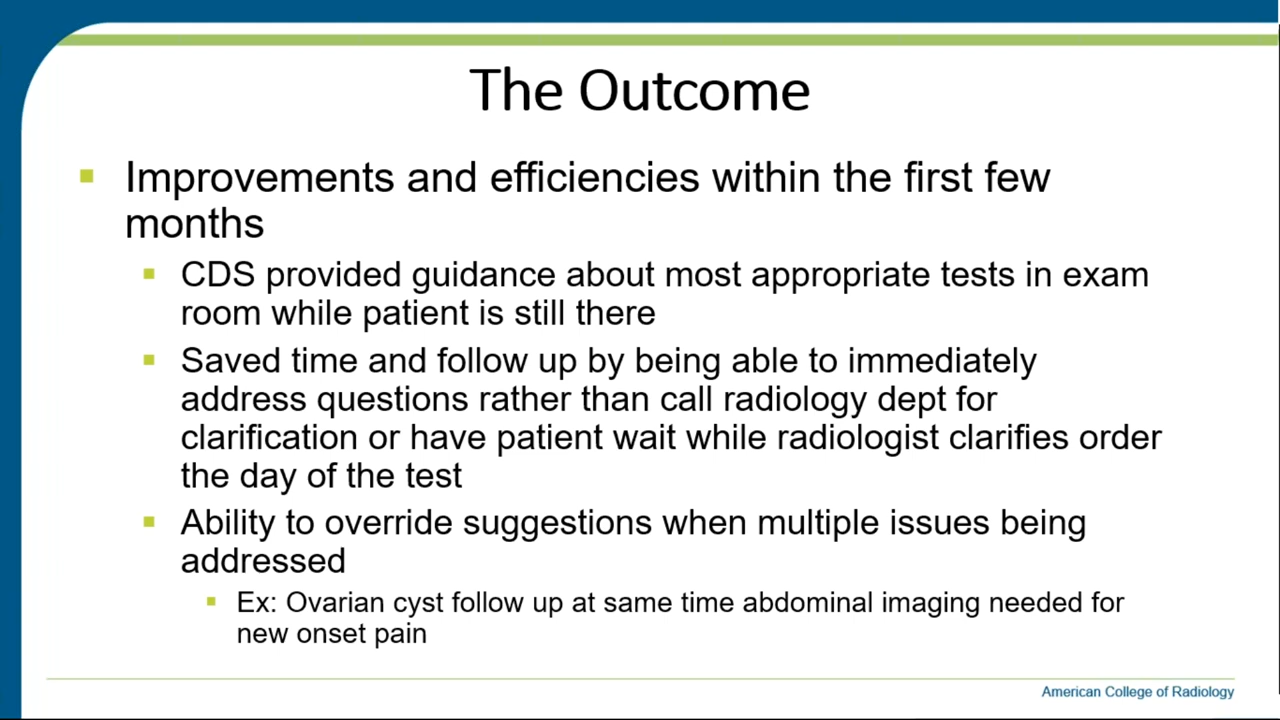 The Outcome
Improvements and efficiencies within the first few
months
CDS provided guidance about most appropriate tests in exam
room while patient is still there
Saved time and follow up by being able to immediately
address questions rather than call radiology dept for
clarification or have patient wait while radiologist clarifies order
the day of the test
Ability to override suggestions when multiple issues being
addressed
Ex: Ovarian cyst follow up at same time abdominal imaging needed for
new onset pain
American College of Radiology